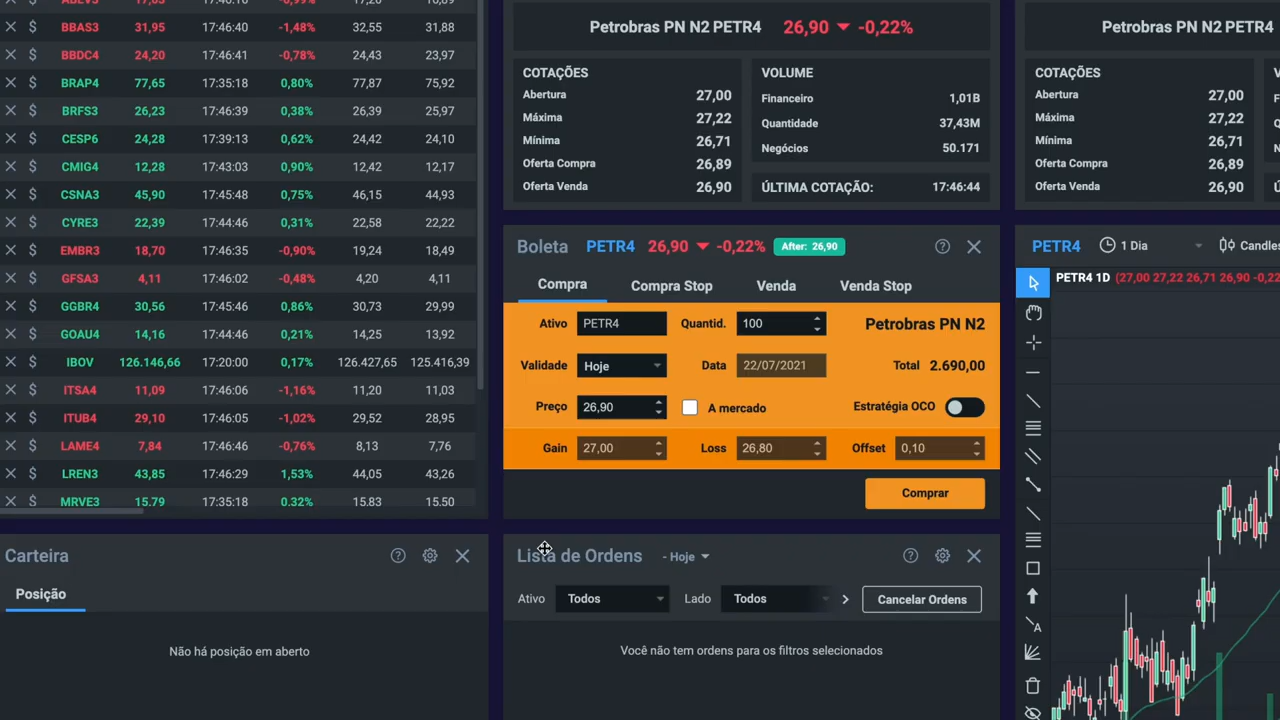 BBAS3 31,95 17:46:40 -1,48% 32,55 31,88
BBDC4 24,20 17:46:41 -0,79% 24,43 23,97
BRAP4 77,65 17:35:18 0,80% 77,87 75,92
BRFS3 26,23 17:46:39 0,38% 26,39 25,97
CESP6 24,28 17:39:13 0,62% 24,42 24,10
CMIG4 12,28 17:43:03 0,90% 12,42 12,17
CSNA3 45,90 17:45:48 0,75% 46,15 44,93
CYRE3 22,39 17:44:46 0,31% 22,58 22,22
EMBR3 18,70 17:46:35 -0,90% 19,24 18,49
GFSA3 4,11 17:46:02 -0,48% 4,20 4,11
GGBR4 30,56 17:45:46 0,86% 30,73 29,99
GOAU4 14,16 17:44:46 0,21% 14,25 13,92
IBOV 126.146,66 17:20:00 0,17% 126.427,65 125.416,39
ITSA4 11,09 17:46:06 -1,16% 11,20 11,03
ITUB4 29,10 17:46:05 -1,02% 29,52 28,95
LAME4 7,84 17:46:46 -0,76% 8,13 7,76
LREN3 43,85 17:46:29 1,53% 44,05 43,26
MRVE3 15,79 17:35:18 0,32% 15,83 15,50
Carteira
Posição
Não há posição em aberto
Petrobras PN N2 PETR4 26,90 -0,22%
COTAÇÕES
Abertura 27,00
Máxima 27,22
Mínima 26,71
Oferta Compra 26,89
Oferta Venda 26,90
VOLUME
Financeiro 1,01B
Quantidade 37,43M
Negócios 50.171
ÚLTIMA COTAÇÃO: 17:46:44
Boleta PETR4 26,90 -0,22% After: 26,90
Compra Compra Stop Venda Venda Stop
Ativo PETR4 Quantid. 100 Petrobras PN N2
Validade Hoje Data 22/07/2021 Total 2.690,00
Preço 26,90 A mercado Estratégia OCO
Gain 27,00 Loss 26,80 Offset 0,10
Comprar
Lista de Ordens - Hoje
Ativo Todos Lado Todos Cancelar Ordens
Você não tem ordens para os filtros selecionados
Petrobras PN N2 PETR4
COTAÇÕES
Abertura 27,00
Máxima 27,22
Mínima 26,71
Oferta Compra 26,89
Oferta Venda 26,90
PETR4 1 Dia Candles
PETR4 1D (27,00 27,22 26,71 26,90 -0,22